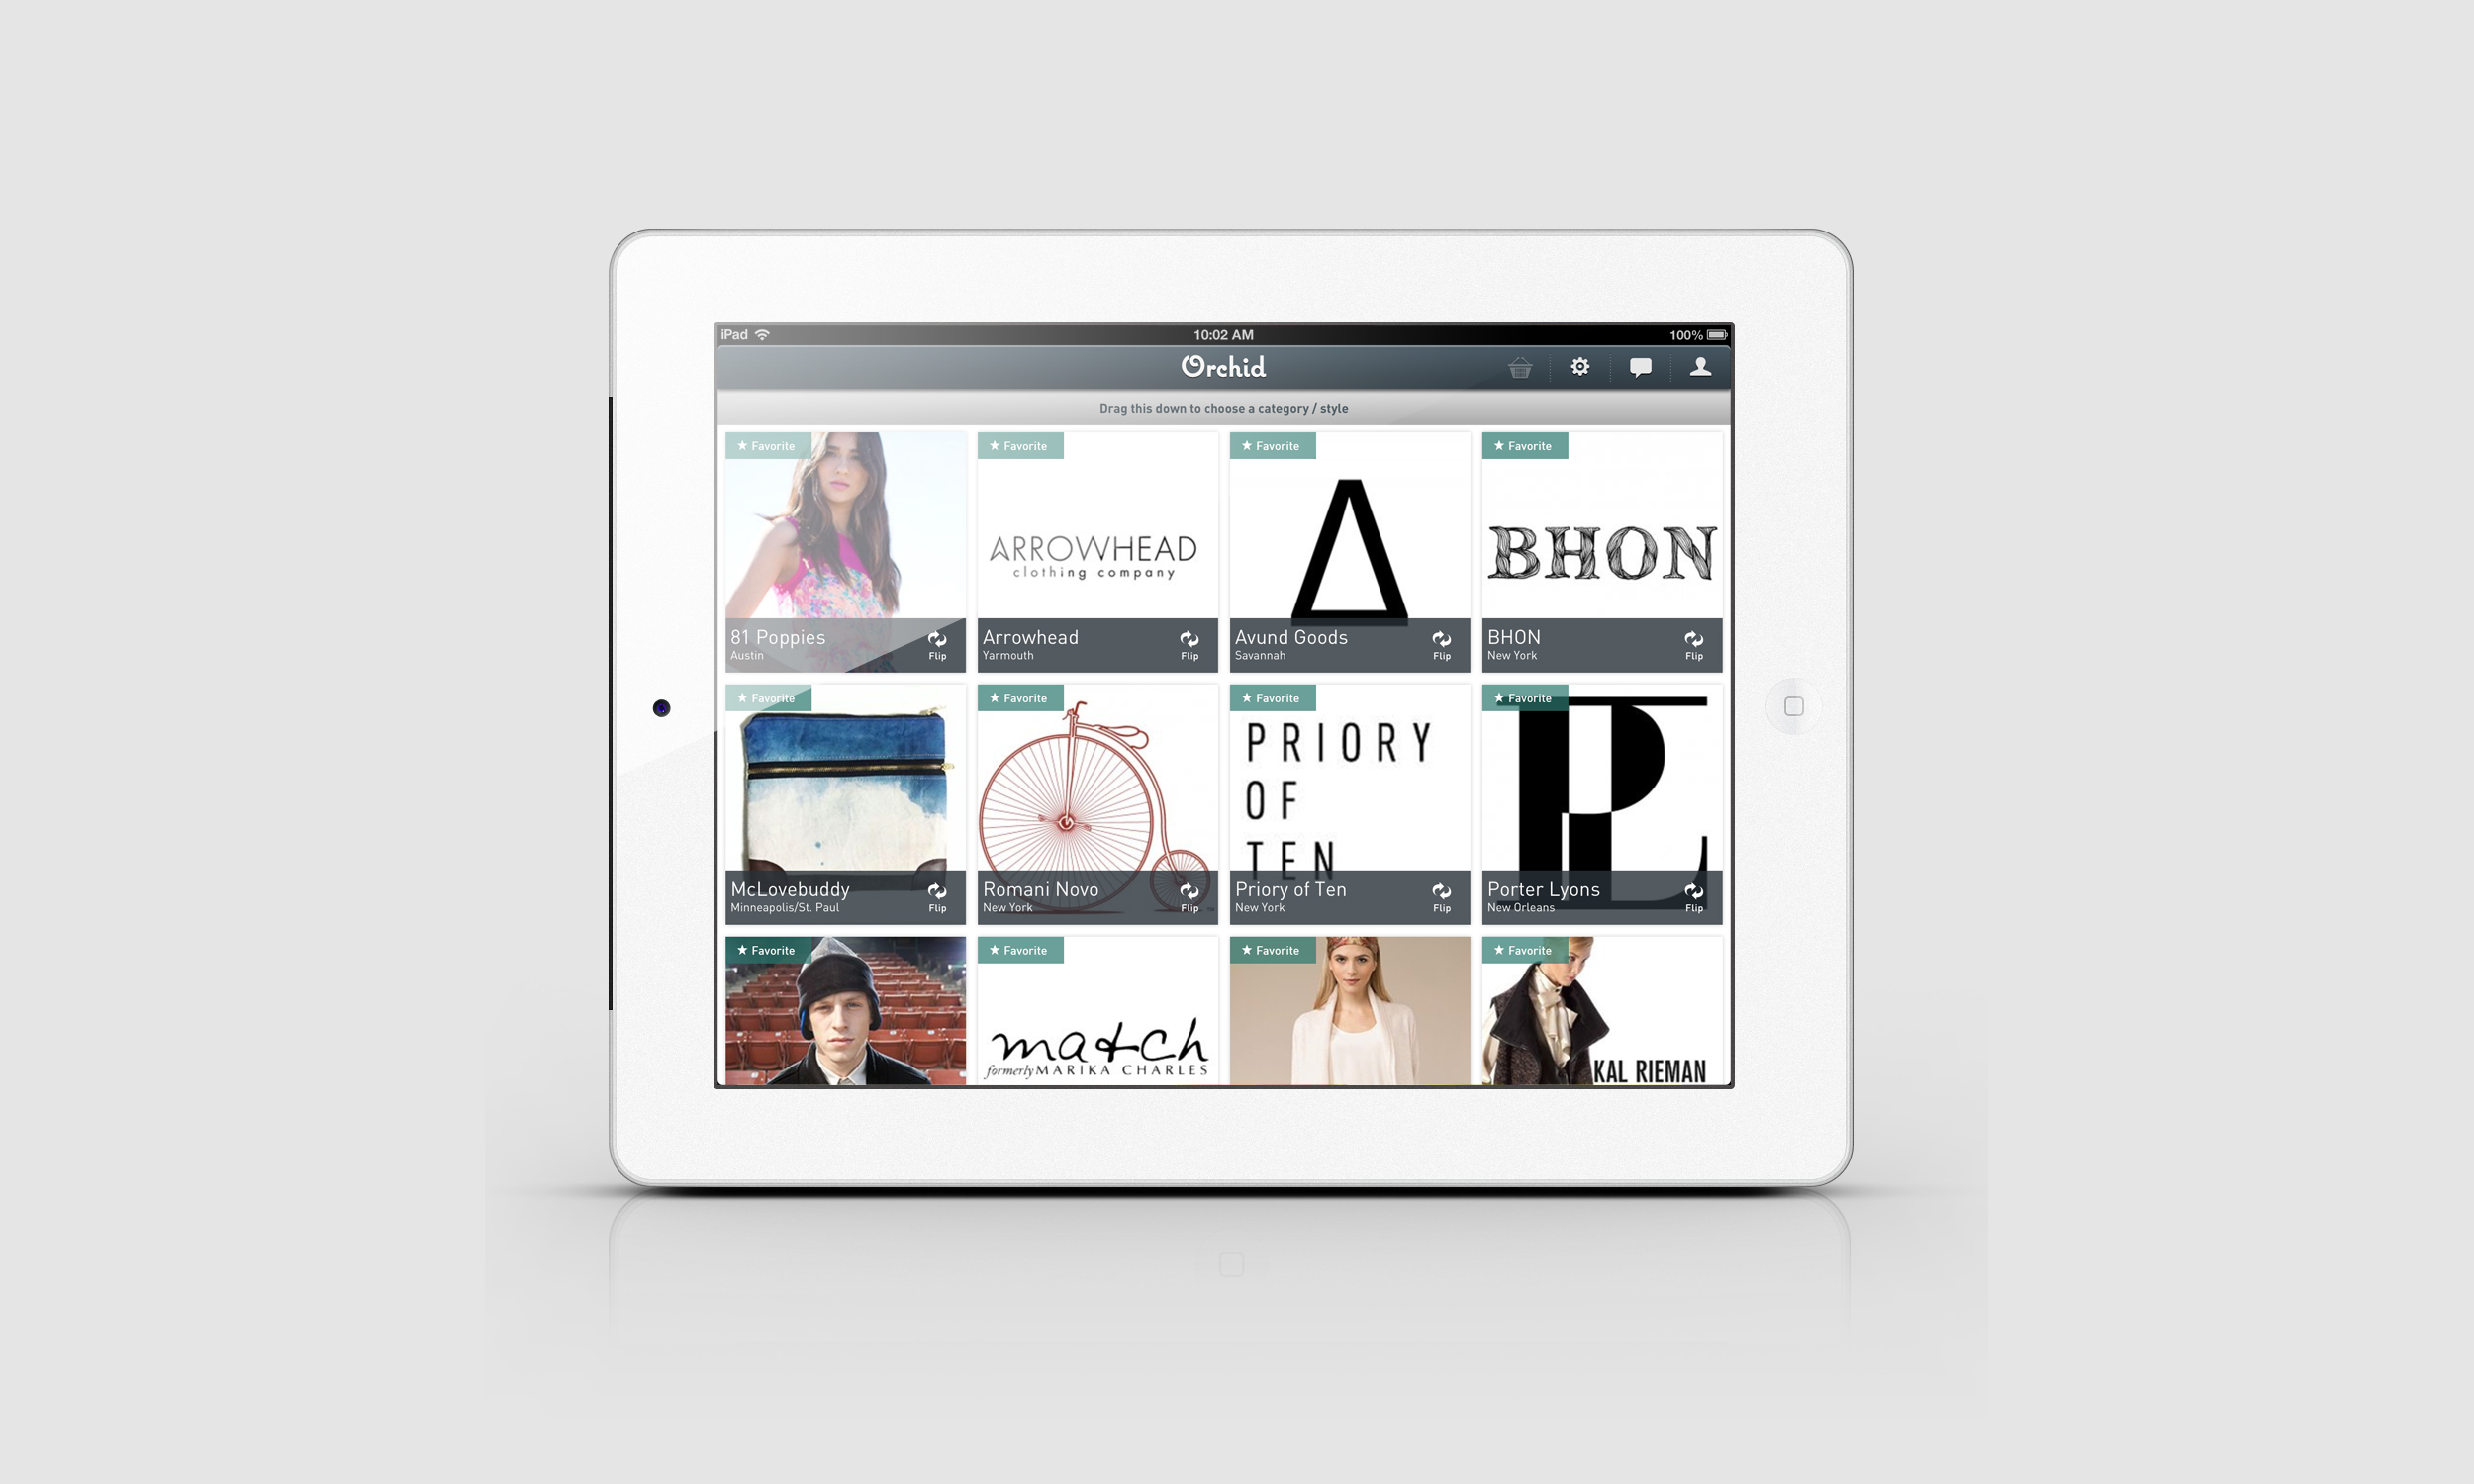 iPad
10:02 AM
100%
Orchid
Drag this down to choose a category / style
★ Favorite
★ Favorite
★ Favorite
★ Favorite
ARROWHEAD
clothing company
BHON
81 Poppies
Austin
Flip
Arrowhead
Yarmouth
Flip
Avund Goods
Savannah
Flip
BHON
New York
Flip
★ Favorite
★ Favorite
★ Favorite
★ Favorite
PRIORY
OF
TEN
PL
McLovebuddy
Minneapolis/St. Paul
Flip
Romani Novo
New York
Flip
Priory of Ten
New York
Flip
Porter Lyons
New Orleans
Flip
★ Favorite
★ Favorite
★ Favorite
★ Favorite
match
formerly MARIKA CHARLES
KAL RIEMAN